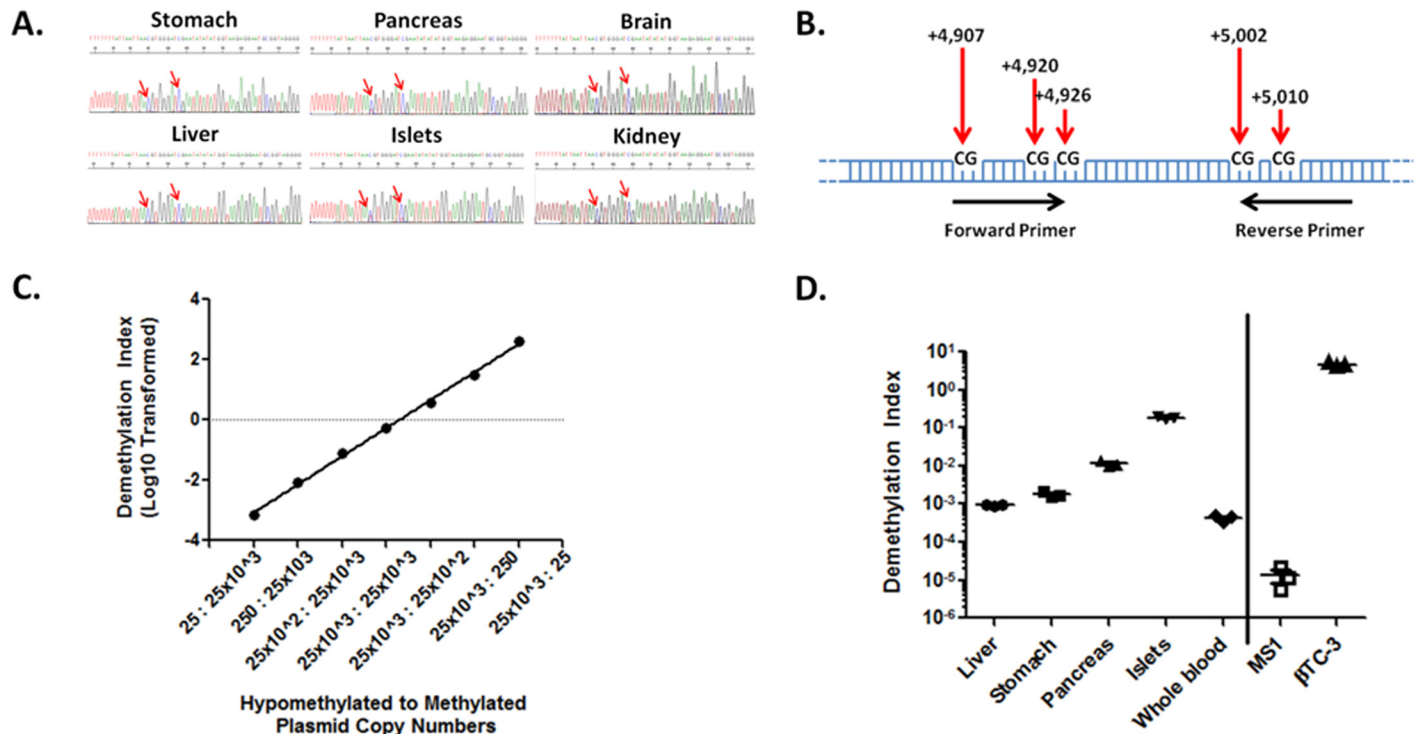 A.
Stomach
Pancreas
Brain
Liver
Islets
Kidney
B.
+4,907
+4,920
+4,926
+5,002
+5,010
CG
CG
CG
CG
CG
Forward Primer
Reverse Primer
C.
Demethylation Index
(Log10 Transformed)
4
2
0
-2
-4
25 : 25x10^3
250 : 25x103
25x10^2 : 25x10^3
25x10^3 : 25x10^3
25x10^3 : 25x10^2
25x10^3 : 250
25x10^3 : 25
Hypomethylated to Methylated
Plasmid Copy Numbers
D.
Demethylation Index
10^1
10^0
10^-1
10^-2
10^-3
10^-4
10^-5
10^-6
Liver
Stomach
Pancreas
Islets
Whole blood
MS1
βTC-3